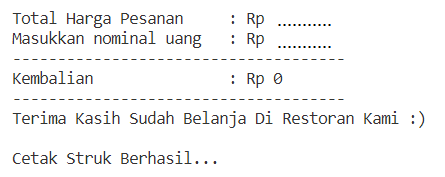 Total Harga Pesanan : Rp ...........
Masukkan nominal uang : Rp ...........
-------------------------------------
Kembalian : Rp 0
-------------------------------------
Terima Kasih Sudah Belanja Di Restoran Kami :)
Cetak Struk Berhasil...